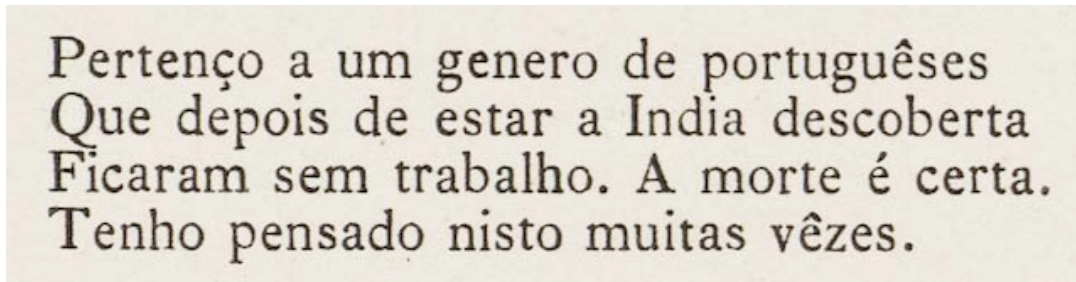 Pertenço a um genero de portuguêses
Que depois de estar a India descoberta
Ficaram sem trabalho. A morte é certa.
Tenho pensado nisto muitas vêzes.